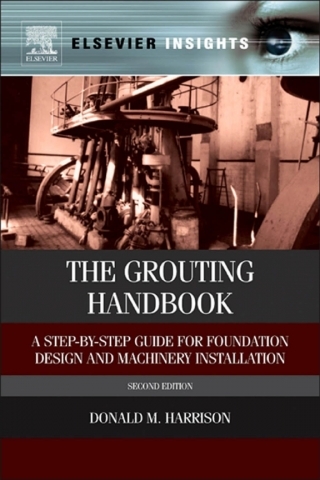 ELSEVIER INSIGHTS
ELSEVIER
THE GROUTING
HANDBOOK
A STEP-BY-STEP GUIDE FOR FOUNDATION
DESIGN AND MACHINERY INSTALLATION
SECOND EDITION
DONALD M. HARRISON